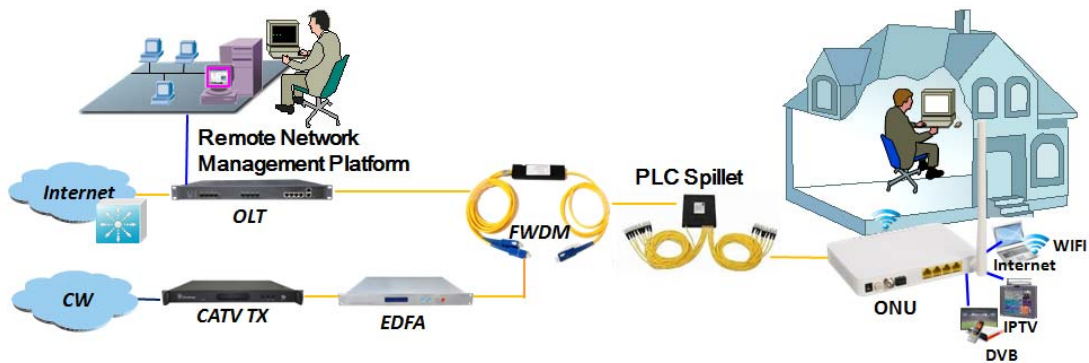 Remote Network
Management Platform
Internet
OLT
FWDM
PLC Spillet
CW
CATV TX
EDFA
ONU
WIFI
Internet
IPTV
DVB